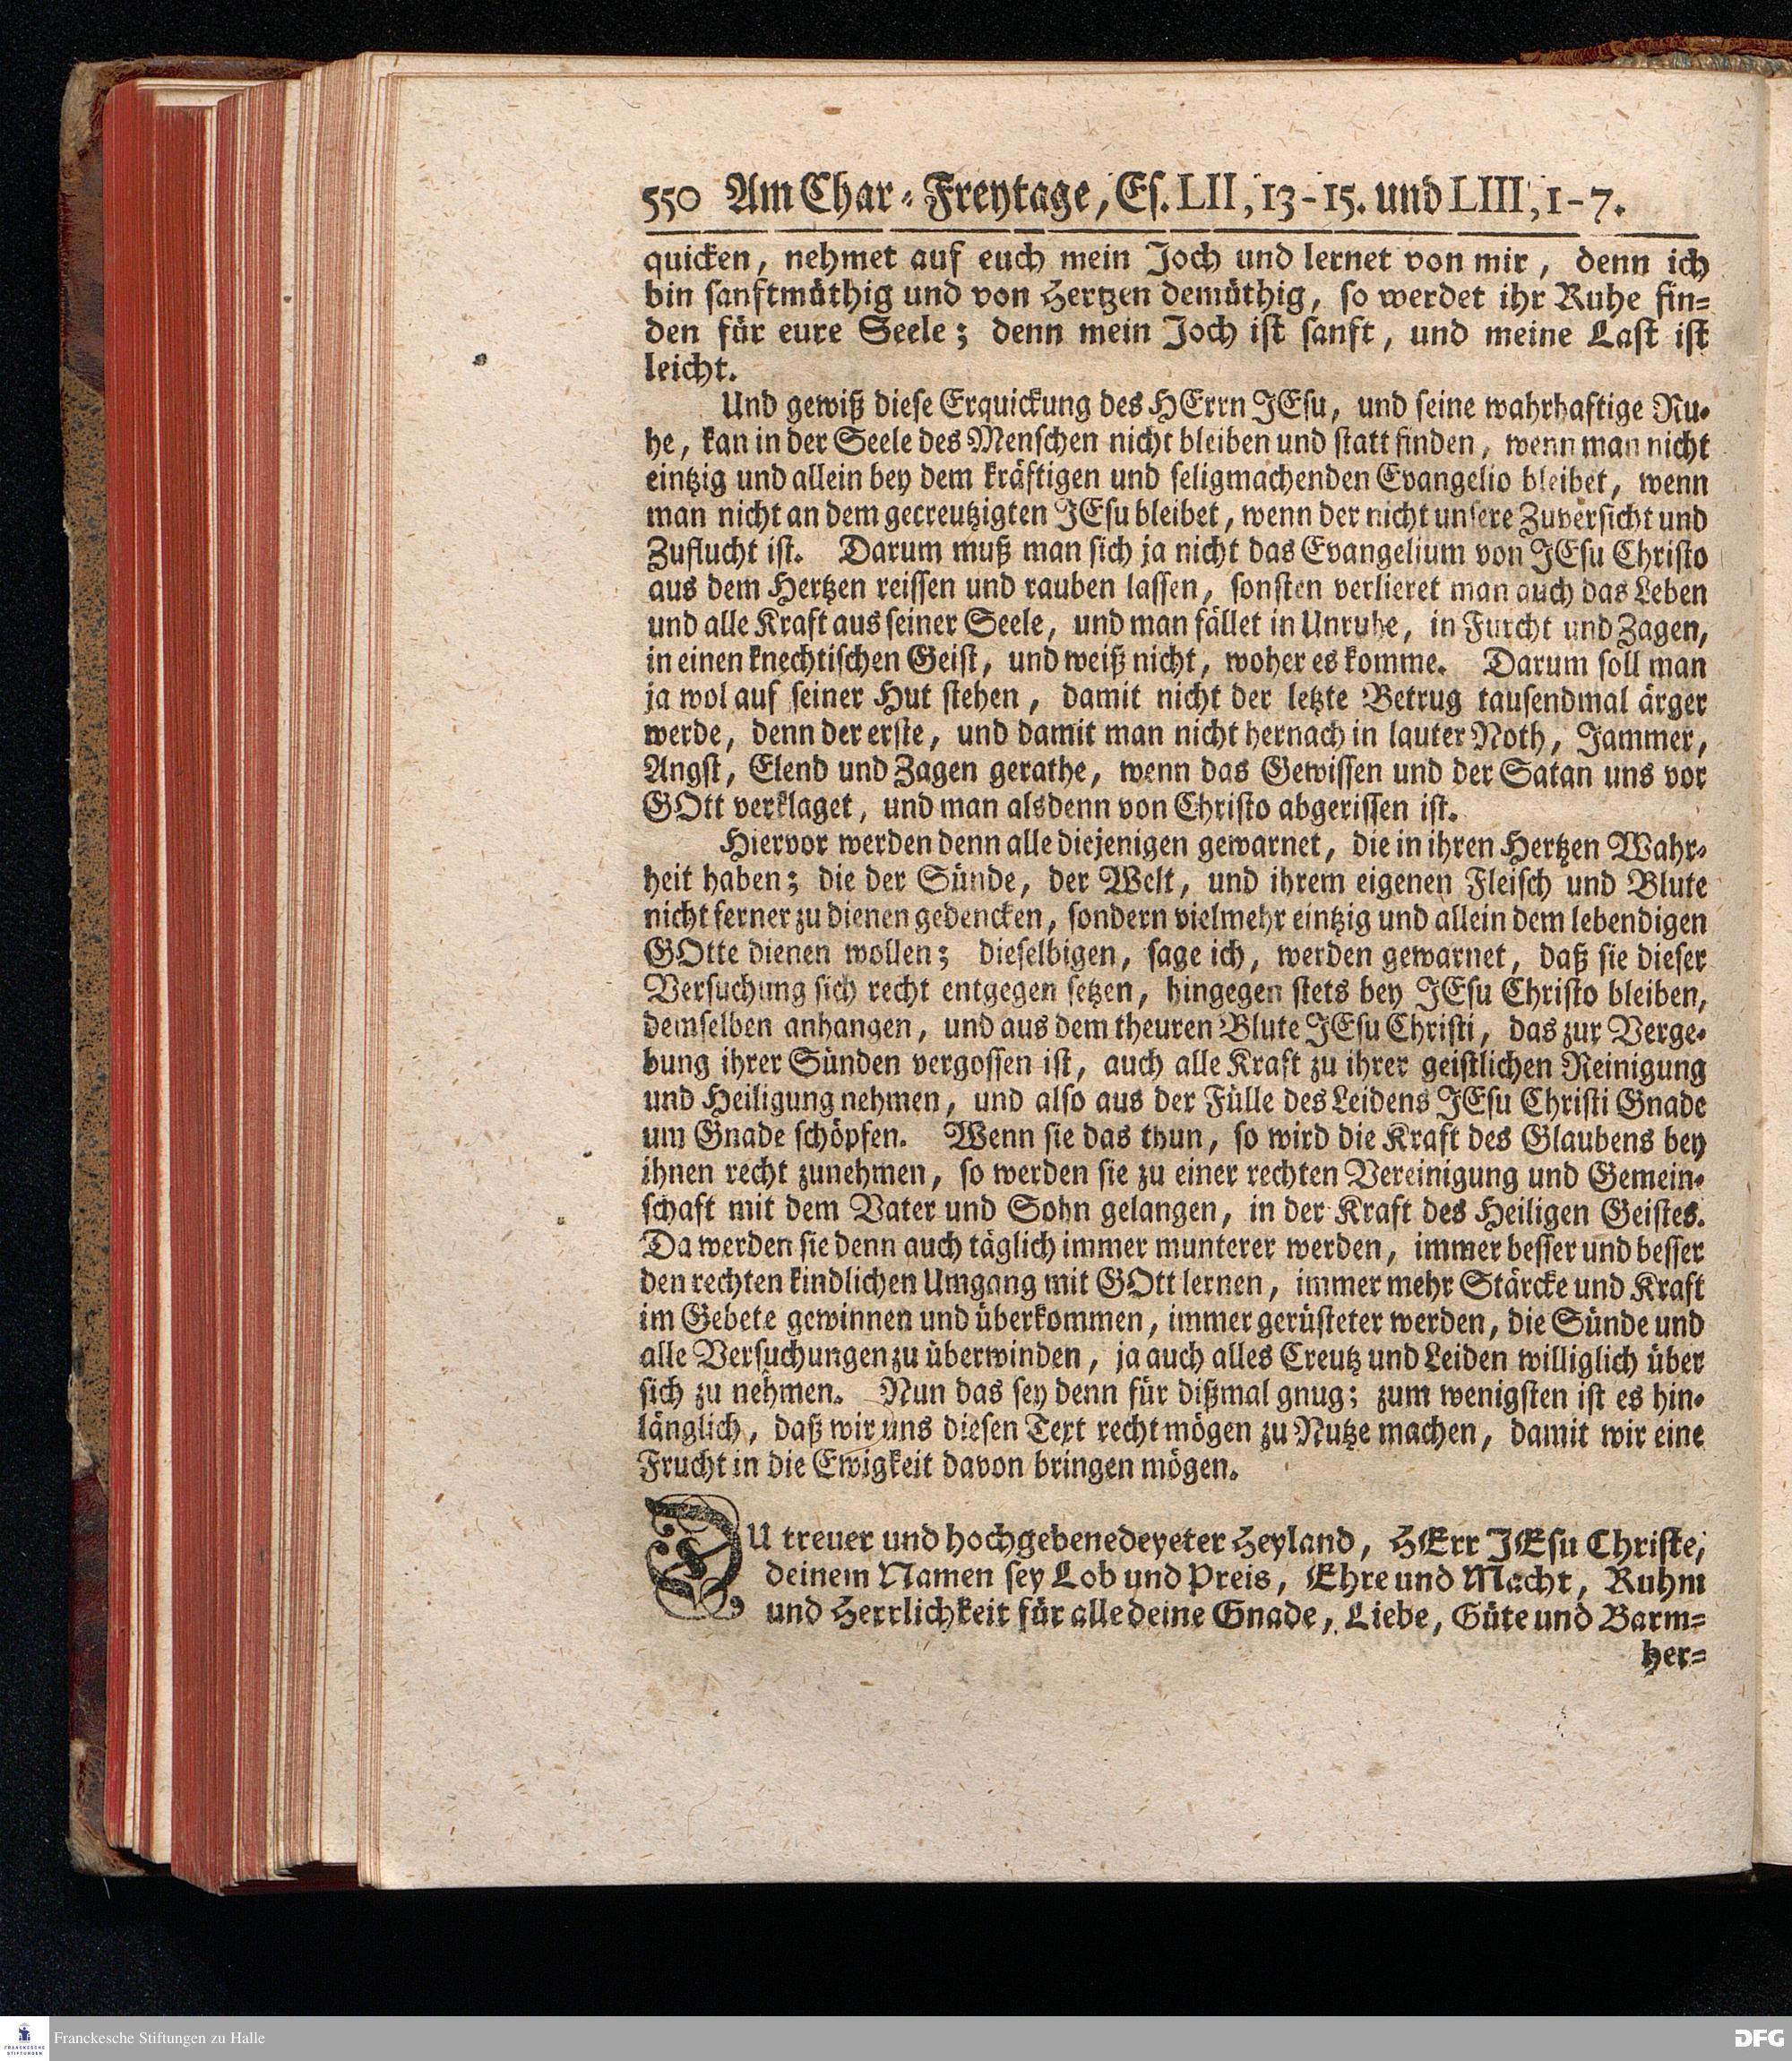 550 Am Char-Freytage, Es. LII, 13-15. und LIII, 1-7.
quicken, nehmet auf euch mein Joch und lernet von mir, denn ich
bin sanftmüthig und von Hertzen demüthig, so werdet ihr Ruhe fin-
den für eure Seele; denn mein Joch ist sanft, und meine Last ist
leicht.
Und gewiß diese Erquickung des HErrn JEsu, und seine wahrhaftige Ru-
he, kan in der Seele des Menschen nicht bleiben und statt finden, wenn man nicht
eintzig und allein bey dem kräftigen und seligmachenden Evangelio bleibet, wenn
man nicht an dem gecreutzigten JEsu bleibet, wenn der nicht unsere Zuversicht und
Zuflucht ist. Darum muß man sich ja nicht das Evangelium von JEsu Christo
aus dem Hertzen reissen und rauben lassen, sonsten verlieret man auch das Leben
und alle Kraft aus seiner Seele, und man fället in Unruhe, in Furcht und Zagen,
in einen knechtischen Geist, und weiß nicht, woher es komme. Darum soll man
ja wol auf seiner Hut stehen, damit nicht der letzte Betrug tausendmal ärger
werde, denn der erste, und damit man nicht hernach in lauter Noth, Jammer,
Angst, Elend und Zagen gerathe, wenn das Gewissen und der Satan uns vor
GOtt verklaget, und man alsdenn von Christo abgerissen ist.
Hiervor werden denn alle diejenigen gewarnet, die in ihren Hertzen Wahr-
heit haben; die der Sünde, der Welt, und ihrem eigenen Fleisch und Blute
nicht ferner zu dienen gedencken, sondern vielmehr eintzig und allein dem lebendigen
GOtte dienen wollen; dieselbigen, sage ich, werden gewarnet, daß sie dieser
Versuchung sich recht entgegen setzen, hingegen stets bey JEsu Christo bleiben,
demselben anhangen, und aus dem theuren Blute JEsu Christi, das zur Verge-
bung ihrer Sünden vergossen ist, auch alle Kraft zu ihrer geistlichen Reinigung
und Heiligung nehmen, und also aus der Fülle des Leidens JEsu Christi Gnade
um Gnade schöpfen. Wenn sie das thun, so wird die Kraft des Glaubens bey
ihnen recht zunehmen, so werden sie zu einer rechten Vereinigung und Gemein-
schaft mit dem Vater und Sohn gelangen, in der Kraft des Heiligen Geistes.
Da werden sie denn auch täglich immer munterer werden, immer besser und besser
den rechten kindlichen Umgang mit GOtt lernen, immer mehr Stärcke und Kraft
im Gebete gewinnen und überkommen, immer gerüsteter werden, die Sünde und
alle Versuchungen zu überwinden, ja auch alles Creutz und Leiden williglich über
sich zu nehmen. Nun das sey denn für dißmal gnug; zum wenigsten ist es hin-
länglich, daß wir uns diesen Text recht mögen zu Nutze machen, damit wir eine
Frucht in die Ewigkeit davon bringen mögen.
DU treuer und hochgebenedeyeter Heyland, HErr JEsu Christe,
deinem Namen sey Lob und Preis, Ehre und Macht, Ruhm
und Herrlichkeit für alle deine Gnade, Liebe, Güte und Barm-
her-
FRANCKESCHE STIFTUNGEN
Franckesche Stiftungen zu Halle
DFG